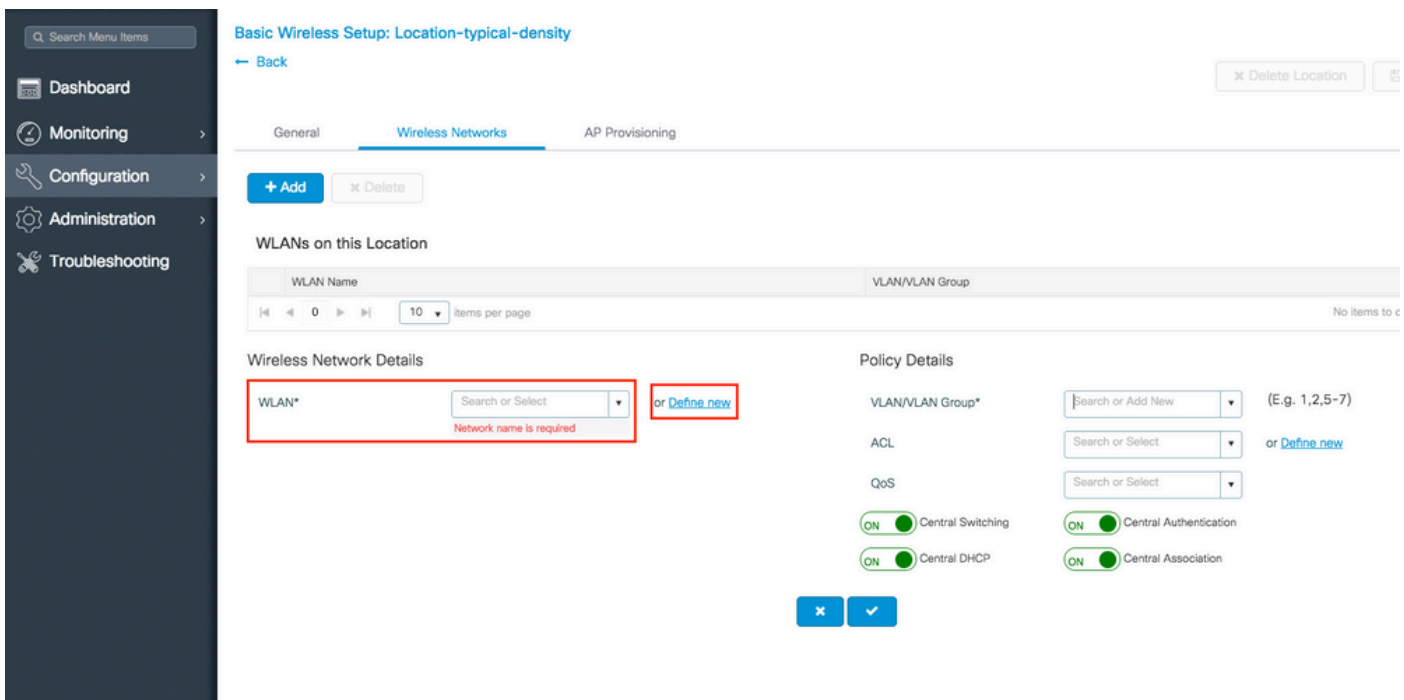 Search Menu Items
Dashboard
Monitoring
Configuration
Administration
Troubleshooting
Basic Wireless Setup: Location-typical-density
← Back
Delete Location
General Wireless Networks AP Provisioning
+ Add Delete
WLANs on this Location
WLAN Name VLAN/VLAN Group
0 10 items per page No items to
Wireless Network Details Policy Details
WLAN* Search or Select or Define new VLAN/VLAN Group* Search or Add New (E.g. 1,2,5-7)
Network name is required
ACL Search or Select or Define new
QoS Search or Select
ON Central Switching ON Central Authentication
ON Central DHCP ON Central Association